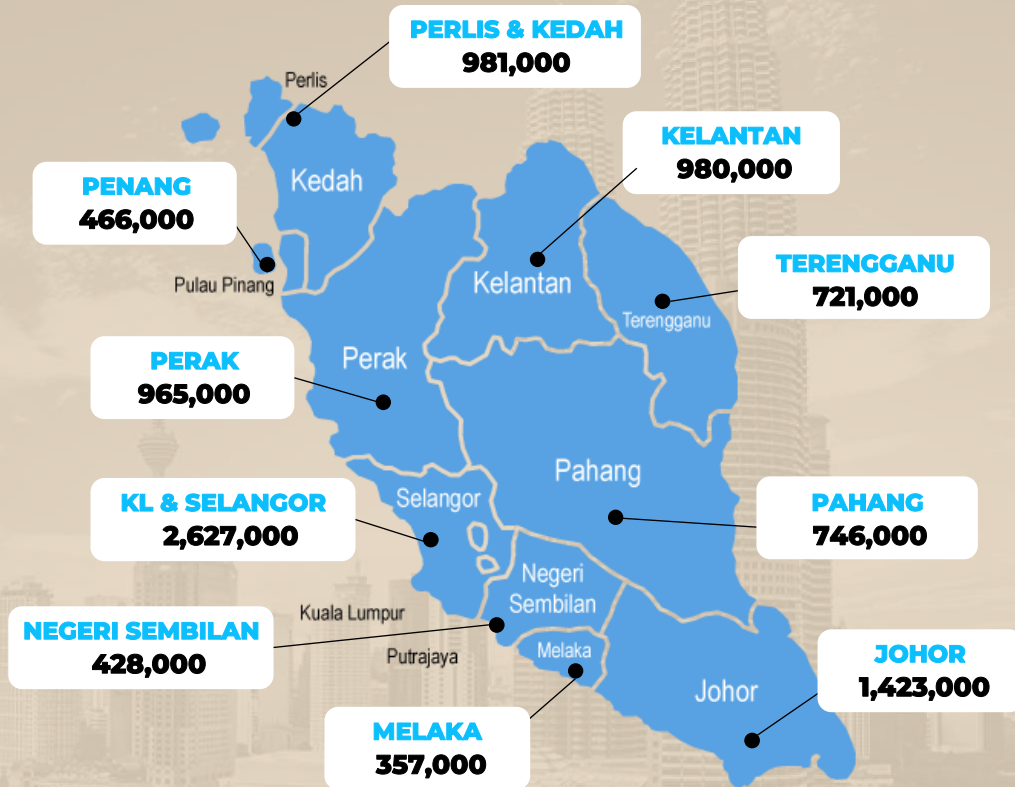 PERLIS & KEDAH
981,000
Perlis
KELANTAN
980,000
Kedah
PENANG
466,000
Pulau Pinang
Kelantan
TERENGGANU
721,000
Terengganu
PERAK
965,000
Perak
Pahang
KL & SELANGOR
2,627,000
Selangor
PAHANG
746,000
Negeri
Sembilan
Kuala Lumpur
NEGERI SEMBILAN
428,000
Putrajaya
Melaka
JOHOR
1,423,000
Johor
MELAKA
357,000